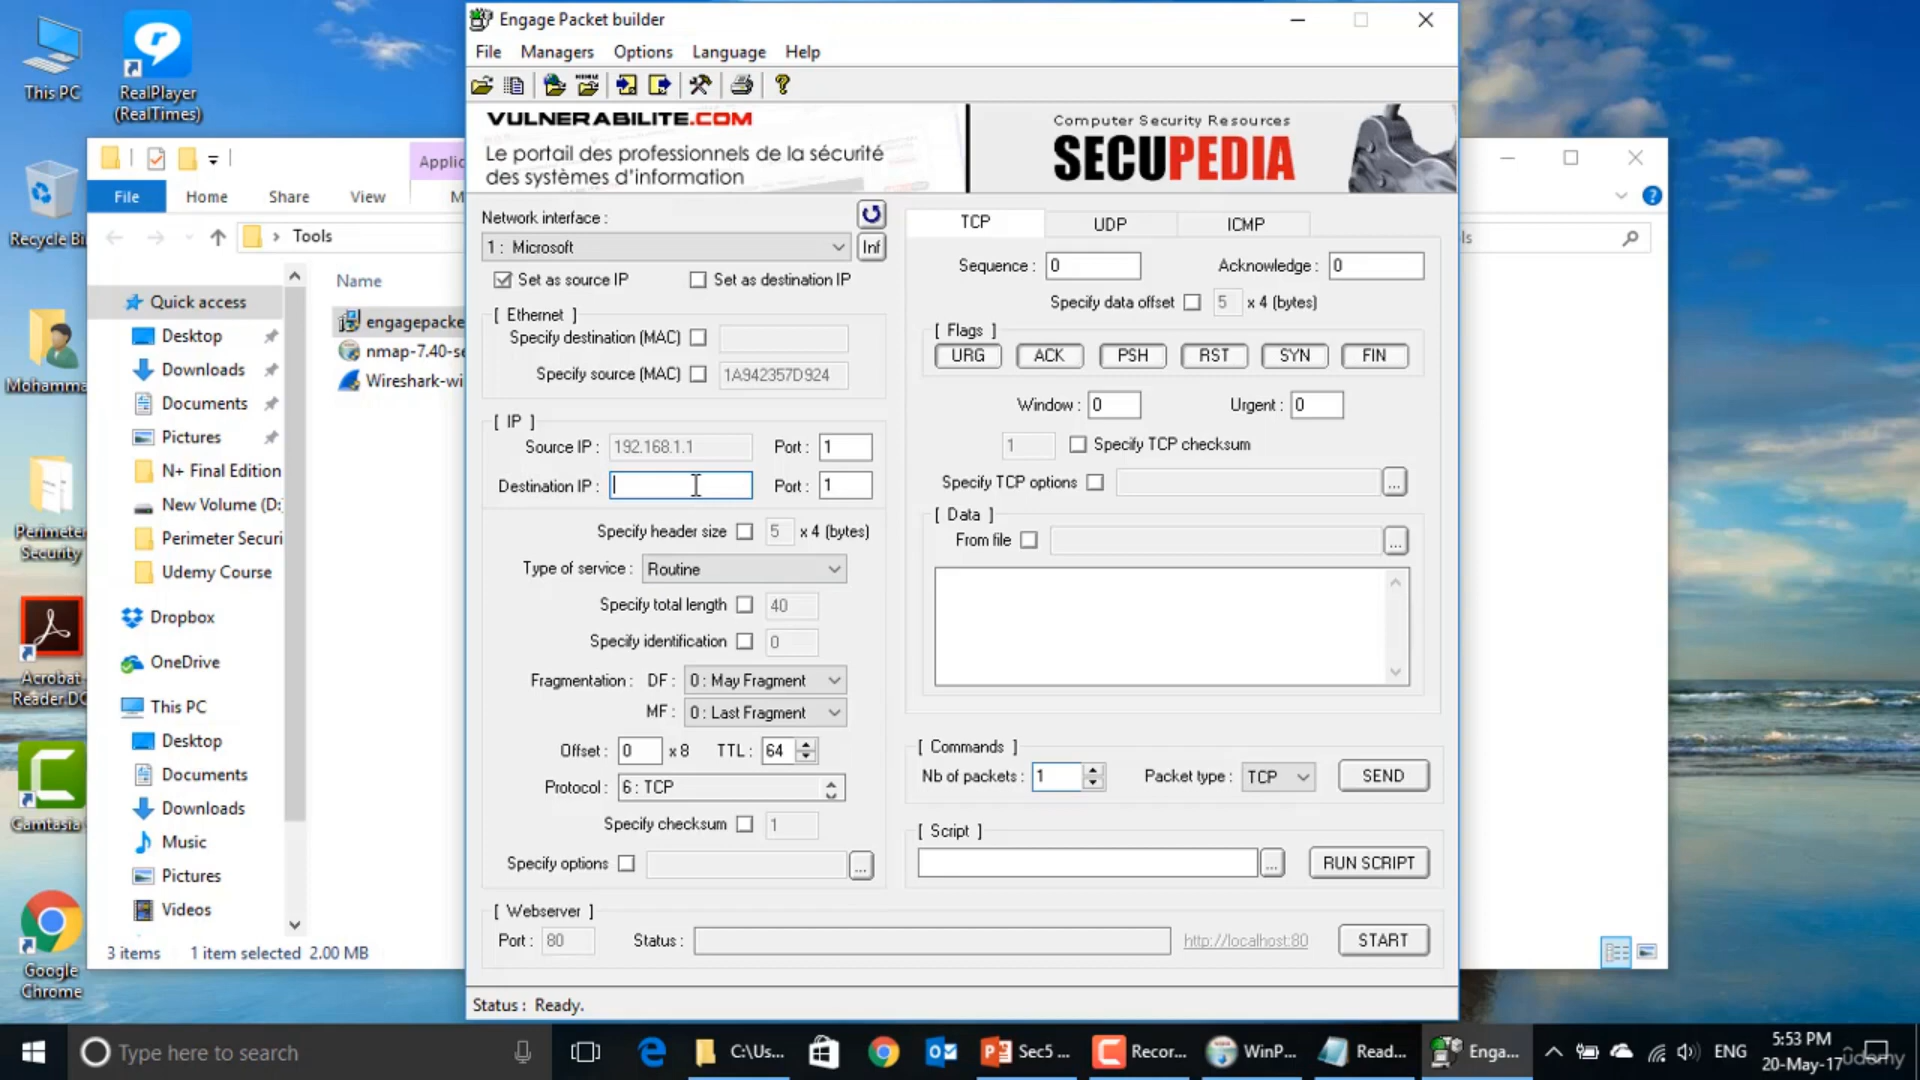 This PC
RealPlayer
(RealTimes)
Recycle Bi
Mohamma
Perimeter
Security
Acrobat
Reader DC
Camtasia
Google
Chrome
Applic
File
Home
Share
View
M
Tools
ls
Name
Quick access
Desktop
Downloads
Documents
Pictures
N+ Final Edition
New Volume (D:
Perimeter Securi
Udemy Course
Dropbox
OneDrive
This PC
Desktop
Documents
Downloads
Music
Pictures
Videos
engagepacke
nmap-7.40-se
Wireshark-wi
3 items
1 item selected 2.00 MB
Engage Packet builder
File Managers Options Language Help
VULNERABILITE.COM
Le portail des professionnels de la sécurité
des systèmes d'information
Computer Security Resources
SECUPEDIA
Network interface :
1 : Microsoft
Inf
Set as source IP
Set as destination IP
[ Ethernet ]
Specify destination (MAC)
Specify source (MAC)
1A942357D924
[ IP ]
Source IP : 192.168.1.1 Port : 1
Destination IP : Port : 1
Specify header size 5 x 4 (bytes)
Type of service : Routine
Specify total length 40
Specify identification 0
Fragmentation : DF : 0 : May Fragment
MF : 0 : Last Fragment
Offset : 0 x 8 TTL : 64
Protocol : 6 : TCP
Specify checksum 1
Specify options ...
TCP UDP ICMP
Sequence : 0 Acknowledge : 0
Specify data offset 5 x 4 (bytes)
[ Flags ]
URG ACK PSH RST SYN FIN
Window : 0 Urgent : 0
1 Specify TCP checksum
Specify TCP options ...
[ Data ]
From file ...
[ Commands ]
Nb of packets : 1 Packet type : TCP SEND
[ Script ]
... RUN SCRIPT
[ Webserver ]
Port : 80 Status : http://localhost:80 START
Status : Ready.
Type here to search
C:\Us...
Sec5 ...
Recor...
WinP...
Read...
Enga...
ENG
5:53 PM
20-May-17
ûdemy